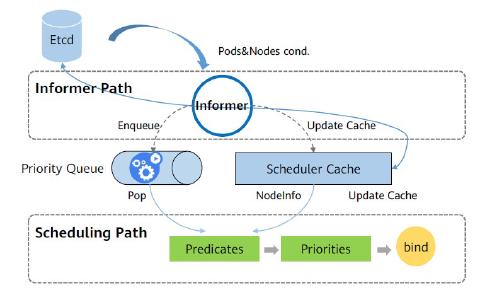 Etcd
Pods&Nodes cond.
Informer Path
Informer
Enqueue
Update Cache
Priority Queue
Scheduler Cache
Pop
NodeInfo
Update Cache
Scheduling Path
Predicates
Priorities
bind